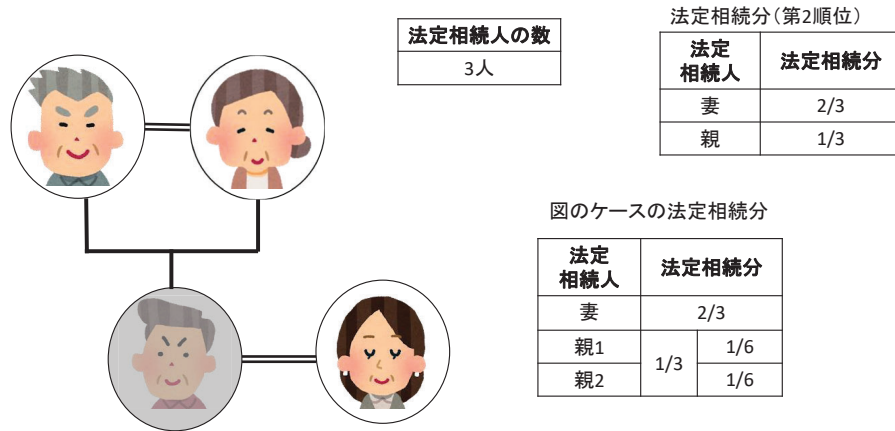 法定相続人の数
3人
法定相続分（第2順位）
法定
相続人
法定相続分
妻
2/3
親
1/3
図のケースの法定相続分
法定
相続人
法定相続分
妻
2/3
親1
1/3
1/6
親2
1/6